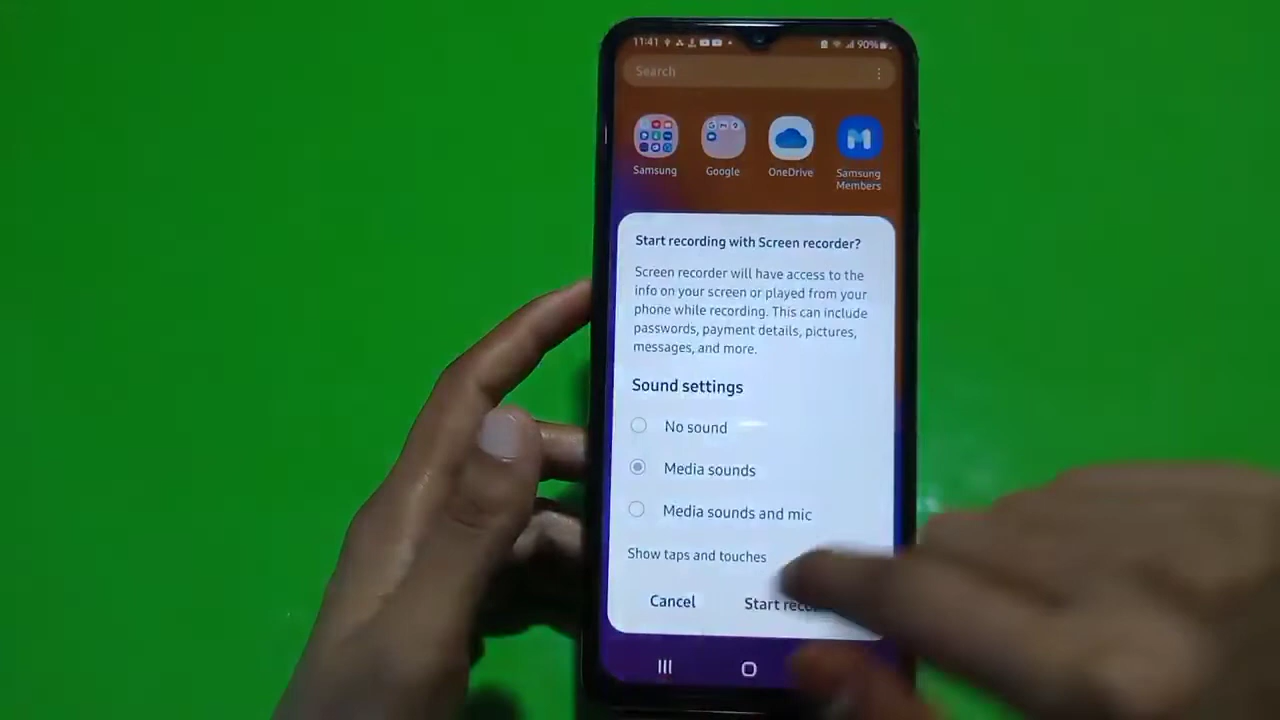 11:41
90%
Search
Samsung
Google
OneDrive
Samsung
Members
Start recording with Screen recorder?
Screen recorder will have access to the
info on your screen or played from your
phone while recording. This can include
passwords, payment details, pictures,
messages, and more.
Sound settings
No sound
Media sounds
Media sounds and mic
Show taps and touches
Cancel
Start